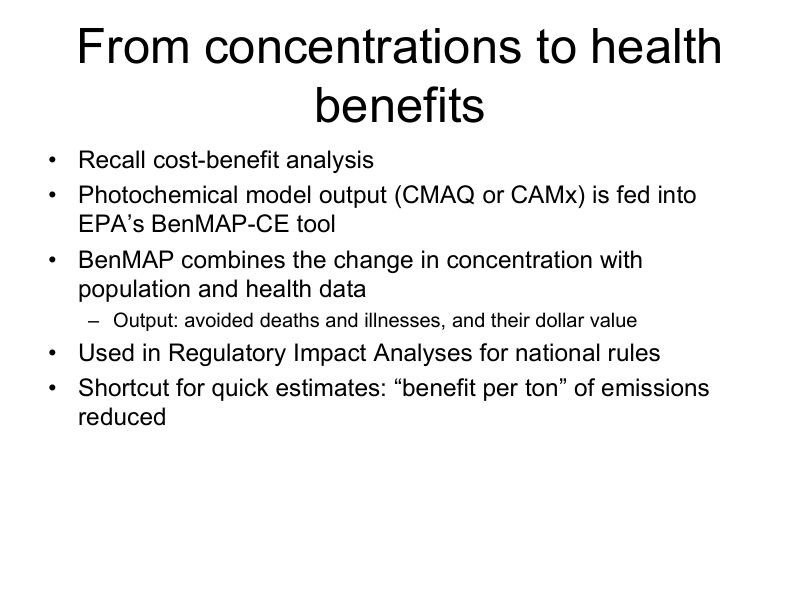 From concentrations to health
benefits
• Recall cost-benefit analysis
• Photochemical model output (CMAQ or CAMx) is fed into
EPA’s BenMAP-CE tool
• BenMAP combines the change in concentration with
population and health data
– Output: avoided deaths and illnesses, and their dollar value
• Used in Regulatory Impact Analyses for national rules
• Shortcut for quick estimates: “benefit per ton” of emissions
reduced